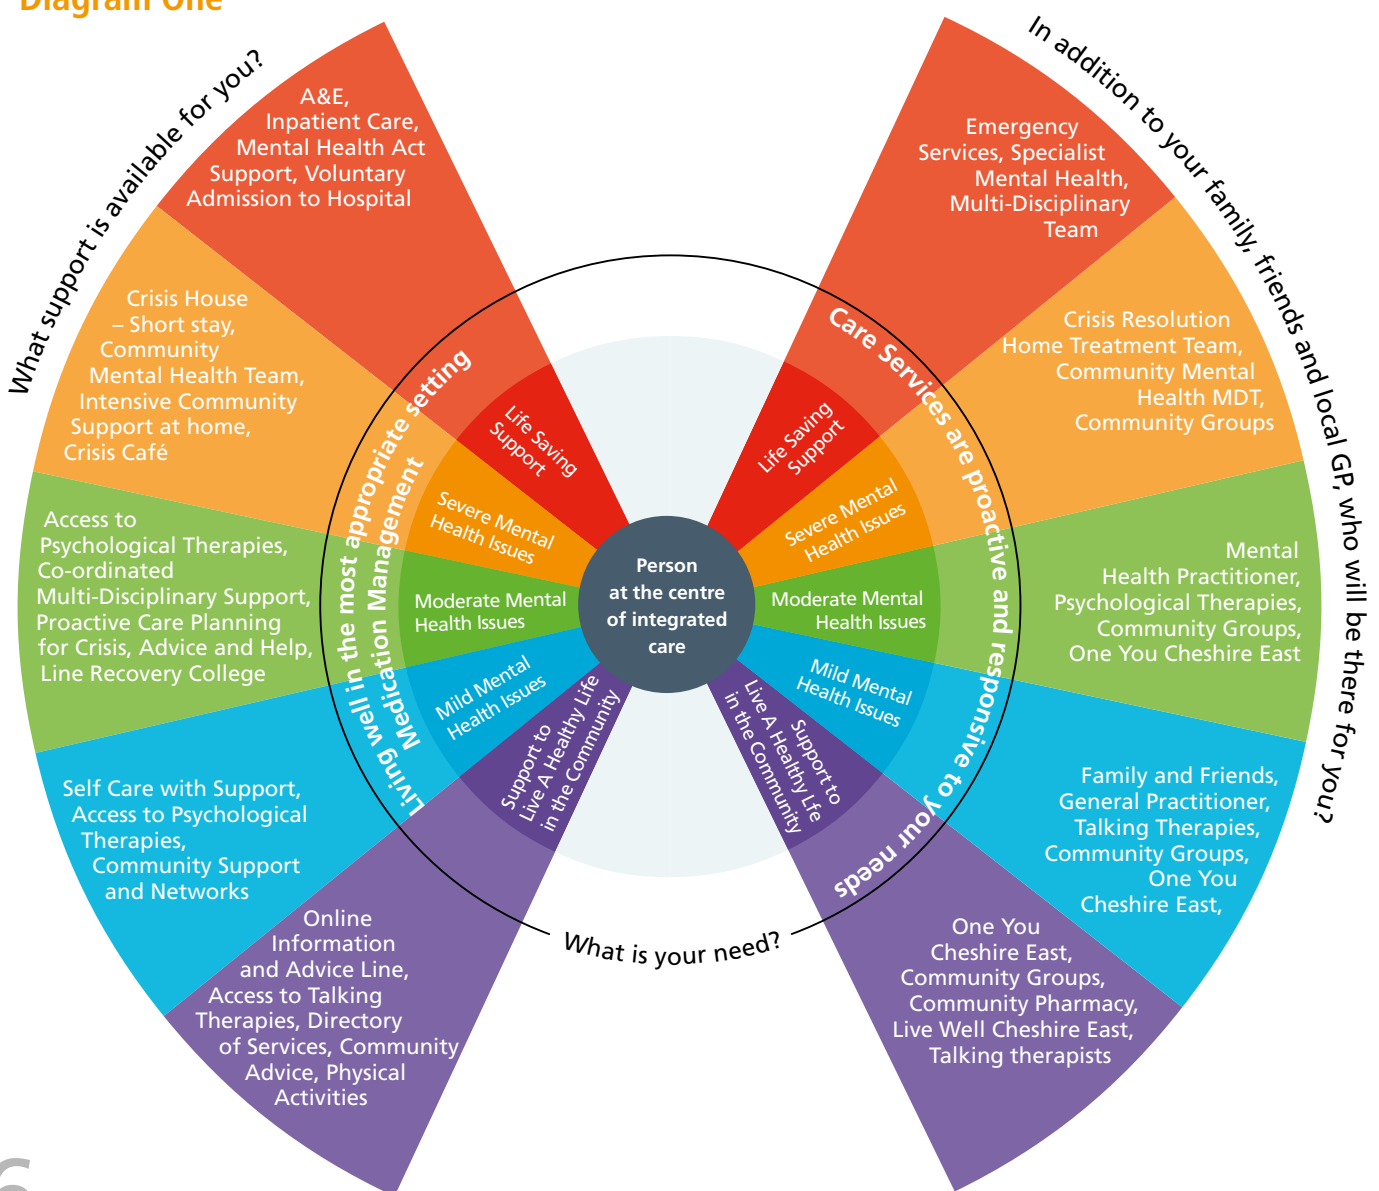 Diagram One
What support is available for you?
A&E,
Inpatient Care,
Mental Health Act
Support, Voluntary
Admission to Hospital
Crisis House
– Short stay,
Community
Mental Health Team,
Intensive Community
Support at home,
Crisis Café
Access to
Psychological Therapies,
Co-ordinated
Multi-Disciplinary Support,
Proactive Care Planning
for Crisis, Advice and Help,
Line Recovery College
Self Care with Support,
Access to Psychological
Therapies,
Community Support
and Networks
Online
Information
and Advice Line,
Access to Talking
Therapies, Directory
of Services, Community
Advice, Physical
Activities
Living well in the most appropriate setting
Medication Management
Life Saving
Support
Severe Mental
Health Issues
Moderate Mental
Health Issues
Mild Mental
Health Issues
Support to
Live A Healthy Life
in the Community
Person
at the centre
of integrated
care
What is your need?
Life Saving
Support
Severe Mental
Health Issues
Moderate Mental
Health Issues
Mild Mental
Health Issues
Support to
Live A Healthy Life
in the Community
Care Services are proactive and responsive to your needs
In addition to your family, friends and local GP, who will be there for you?
Emergency
Services, Specialist
Mental Health,
Multi-Disciplinary
Team
Crisis Resolution
Home Treatment Team,
Community Mental
Health MDT,
Community Groups
Mental
Health Practitioner,
Psychological Therapies,
Community Groups,
One You Cheshire East
Family and Friends,
General Practitioner,
Talking Therapies,
Community Groups,
One You
Cheshire East,
One You
Cheshire East,
Community Groups,
Community Pharmacy,
Live Well Cheshire East,
Talking therapists